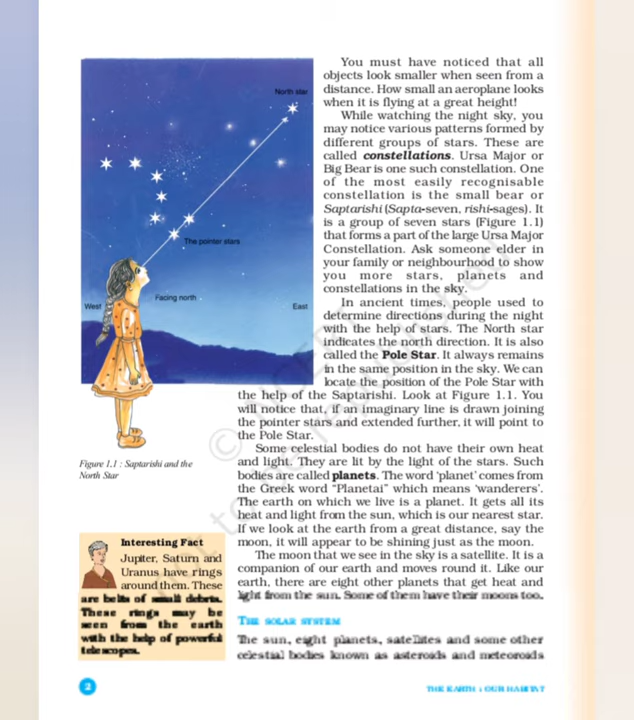 North star
The pointer stars
Facing north
West
East
Figure 1.1 : Saptarishi and the
North Star
You must have noticed that all
objects look smaller when seen from a
distance. How small an aeroplane looks
when it is flying at a great height!
While watching the night sky, you
may notice various patterns formed by
different groups of stars. These are
called constellations. Ursa Major or
Big Bear is one such constellation. One
of the most easily recognisable
constellation is the small bear or
Saptarishi (Sapta-seven, rishi-sages). It
is a group of seven stars (Figure 1.1)
that forms a part of the large Ursa Major
Constellation. Ask someone elder in
your family or neighbourhood to show
you more stars, planets and
constellations in the sky.
In ancient times, people used to
determine directions during the night
with the help of stars. The North star
indicates the north direction. It is also
called the Pole Star. It always remains
in the same position in the sky. We can
locate the position of the Pole Star with
the help of the Saptarishi. Look at Figure 1.1. You
will notice that, if an imaginary line is drawn joining
the pointer stars and extended further, it will point to
the Pole Star.
Some celestial bodies do not have their own heat
and light. They are lit by the light of the stars. Such
bodies are called planets. The word 'planet' comes from
the Greek word "Planetai" which means 'wanderers'.
The earth on which we live is a planet. It gets all its
heat and light from the sun, which is our nearest star.
If we look at the earth from a great distance, say the
moon, it will appear to be shining just as the moon.
The moon that we see in the sky is a satellite. It is a
companion of our earth and moves round it. Like our
earth, there are eight other planets that get heat and
light from the sun. Some of them have their moons too.
Interesting Fact
Jupiter, Saturn and
Uranus have rings
around them. These
are belts of small debris.
These rings may be
seen from the earth
with the help of powerful
telescopes.
THE SOLAR SYSTEM
The sun, eight planets, satellites and some other
celestial bodies known as asteroids and meteoroids
2
THE EARTH : OUR HABITAT